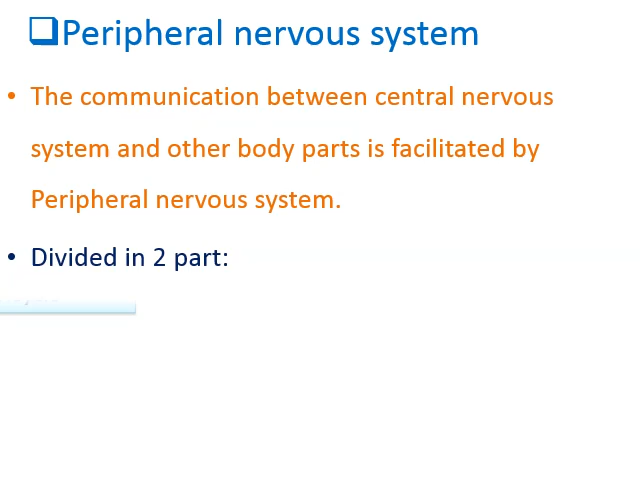 ❑Peripheral nervous system
• The communication between central nervous
system and other body parts is facilitated by
Peripheral nervous system.
• Divided in 2 part: